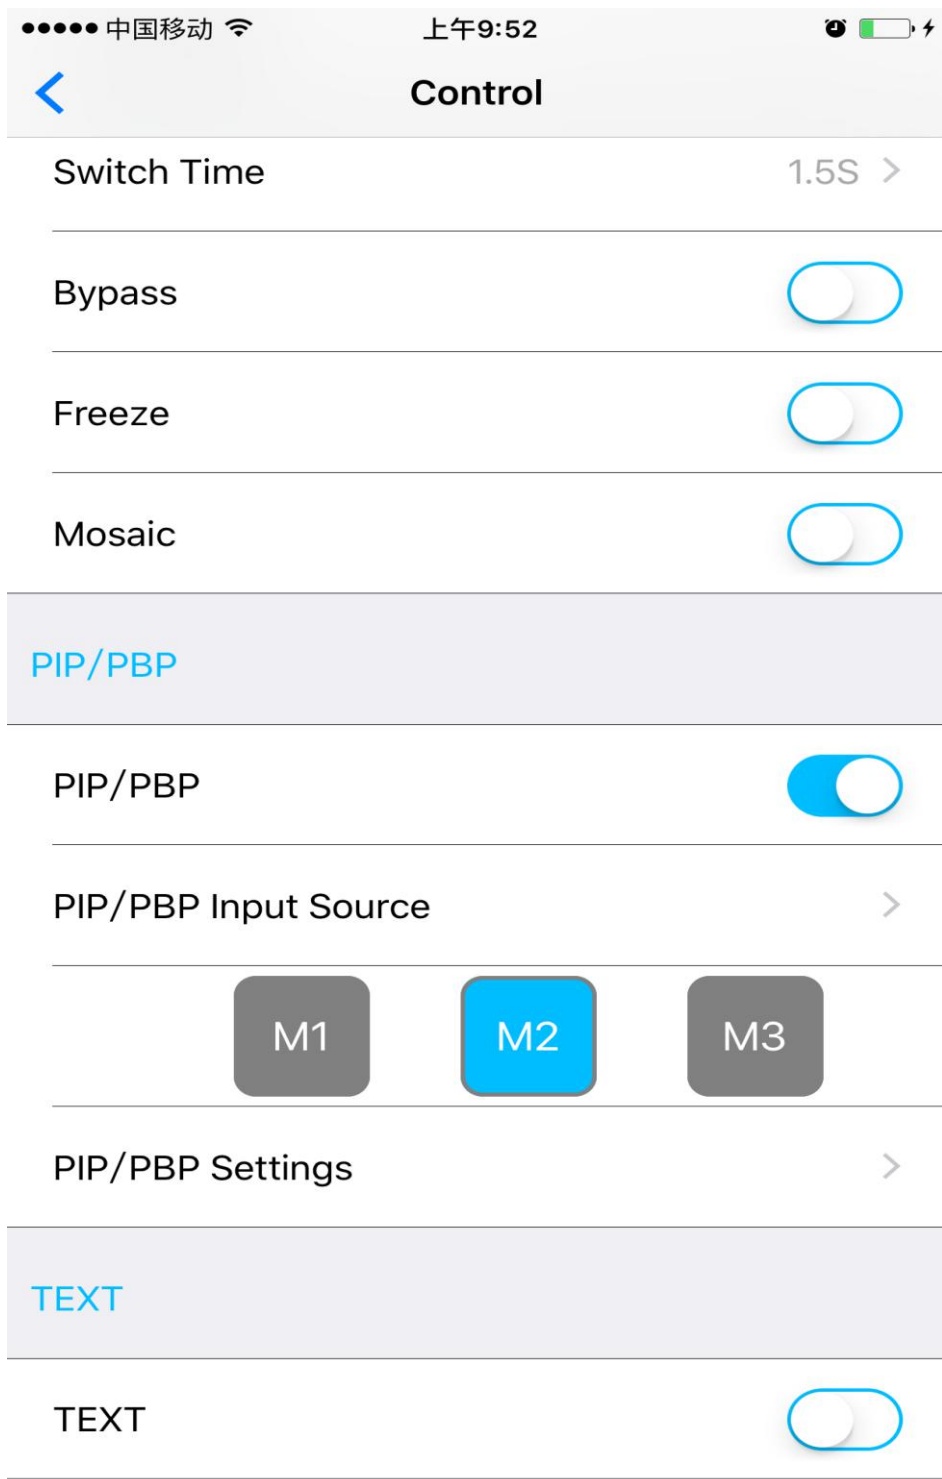 中国移动 上午9:52
Control
Switch Time 1.5S
Bypass
Freeze
Mosaic
PIP/PBP
PIP/PBP
PIP/PBP Input Source
M1 M2 M3
PIP/PBP Settings
TEXT
TEXT